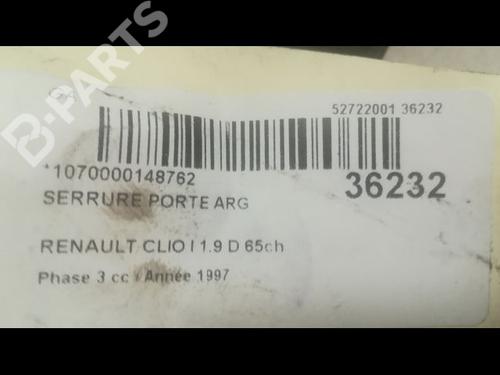 B-PARTS
52722001 36232
*1070000148762
36232
SERRURE PORTE ARG
RENAULT CLIO I 1.9 D 65ch
Phase 3 cc / Année 1997